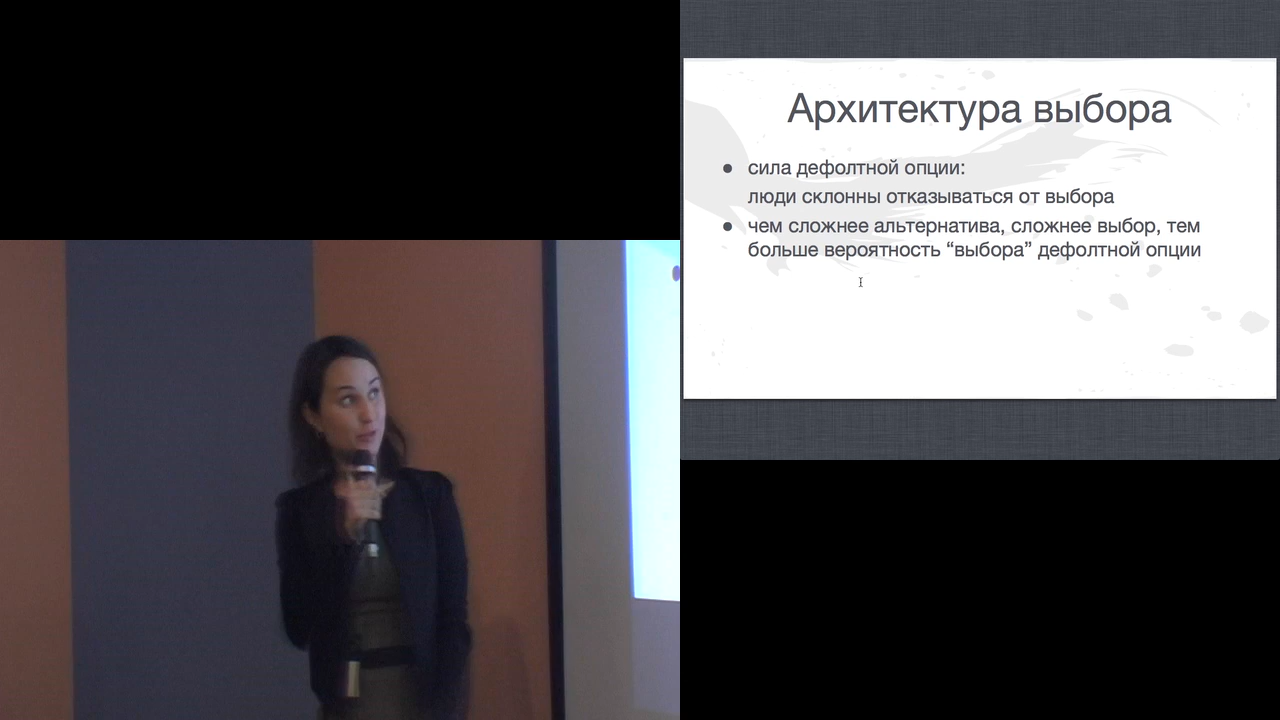 Архитектура выбора
сила дефолтной опции:
люди склонны отказываться от выбора
чем сложнее альтернатива, сложнее выбор, тем
больше вероятность “выбора” дефолтной опции